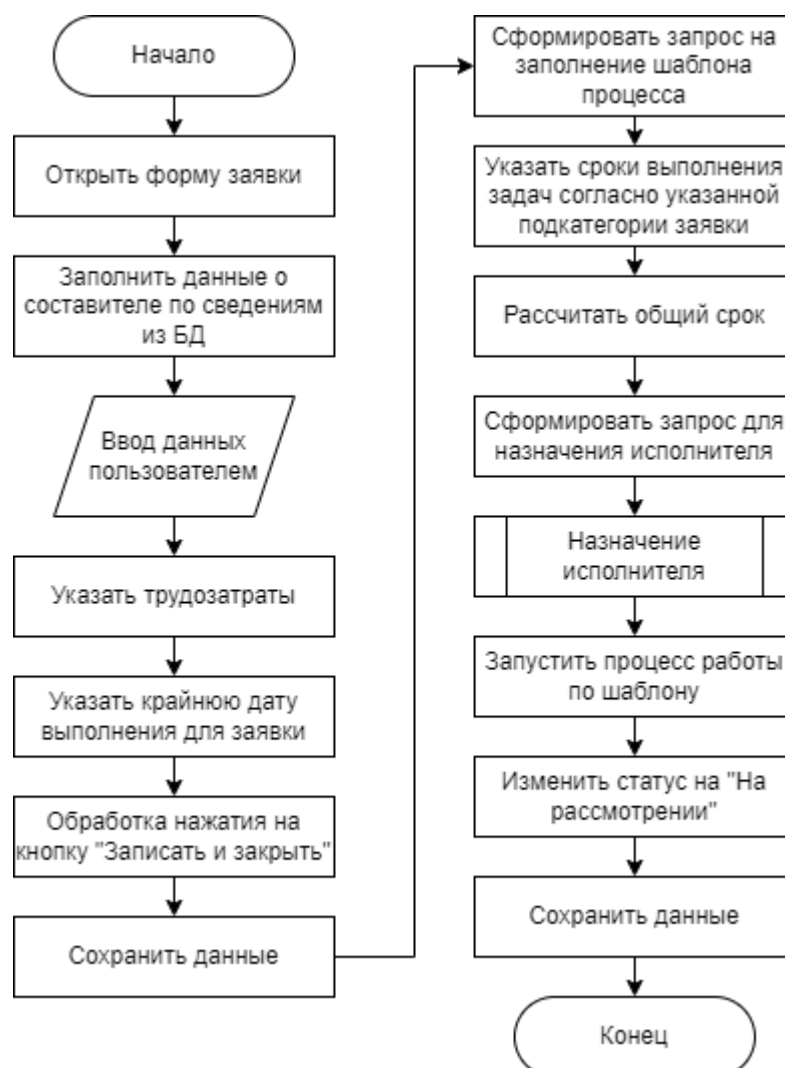 Начало
Открыть форму заявки
Заполнить данные о
составителе по сведениям
из БД
Ввод данных
пользователем
Указать трудозатраты
Указать крайнюю дату
выполнения для заявки
Обработка нажатия на
кнопку "Записать и закрыть"
Сохранить данные
Сформировать запрос на
заполнение шаблона
процесса
Указать сроки выполнения
задач согласно указанной
подкатегории заявки
Рассчитать общий срок
Сформировать запрос для
назначения исполнителя
Назначение
исполнителя
Запустить процесс работы
по шаблону
Изменить статус на "На
рассмотрении"
Сохранить данные
Конец